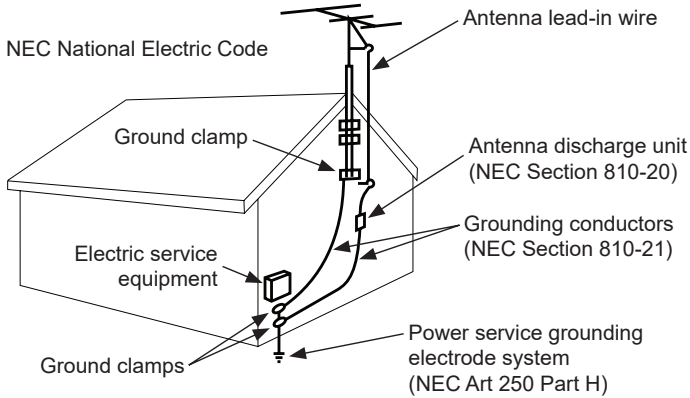 Antenna lead-in wire
NEC National Electric Code
Ground clamp
Antenna discharge unit
(NEC Section 810-20)
Grounding conductors
(NEC Section 810-21)
Electric service
equipment
Power service grounding
electrode system
(NEC Art 250 Part H)
Ground clamps